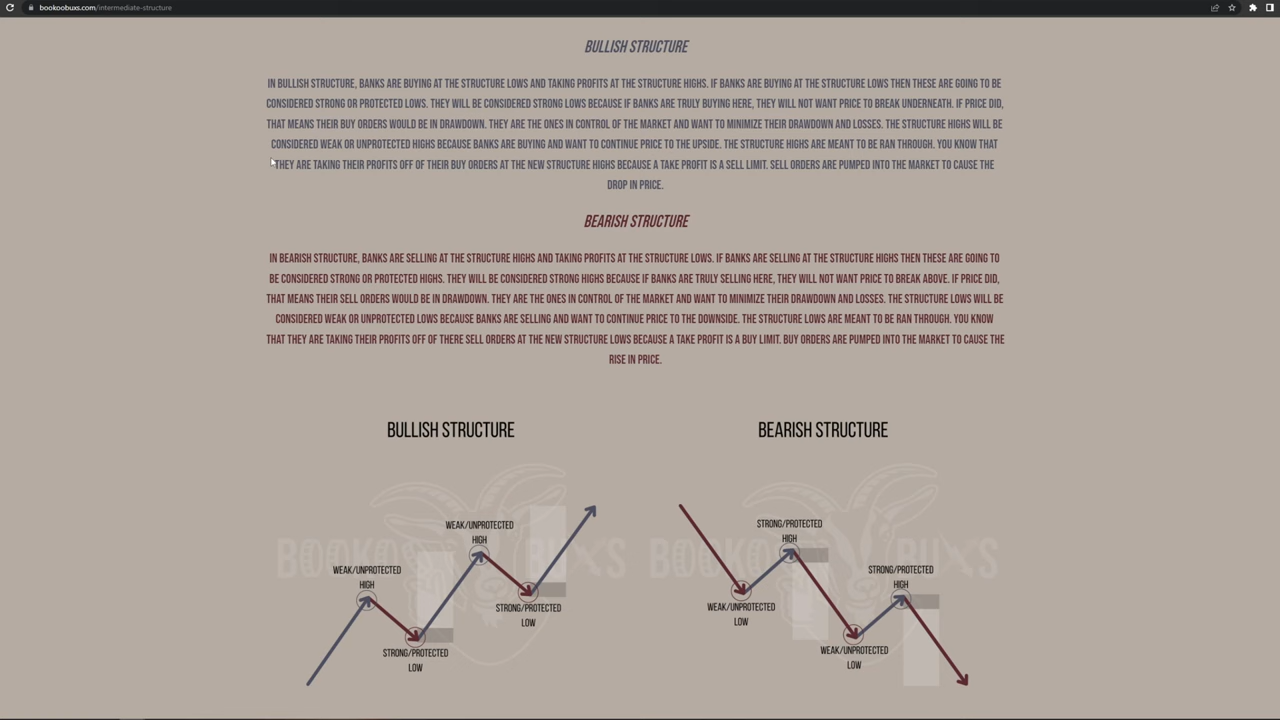 bookoobuxs.com/intermediate-structure
BULLISH STRUCTURE
IN BULLISH STRUCTURE, BANKS ARE BUYING AT THE STRUCTURE LOWS AND TAKING PROFITS AT THE STRUCTURE HIGHS. IF BANKS ARE BUYING AT THE STRUCTURE LOWS THEN THESE ARE GOING TO BE
CONSIDERED STRONG OR PROTECTED LOWS. THEY WILL BE CONSIDERED STRONG LOWS BECAUSE IF BANKS ARE TRULY BUYING HERE, THEY WILL NOT WANT PRICE TO BREAK UNDERNEATH. IF PRICE DID,
THAT MEANS THEIR BUY ORDERS WOULD BE IN DRAWDOWN. THEY ARE THE ONES IN CONTROL OF THE MARKET AND WANT TO MINIMIZE THEIR DRAWDOWN AND LOSSES. THE STRUCTURE HIGHS WILL BE
CONSIDERED WEAK OR UNPROTECTED HIGHS BECAUSE BANKS ARE BUYING AND WANT TO CONTINUE PRICE TO THE UPSIDE. THE STRUCTURE HIGHS ARE MEANT TO BE RAN THROUGH. YOU KNOW THAT
THEY ARE TAKING THEIR PROFITS OFF OF THEIR BUY ORDERS AT THE NEW STRUCTURE HIGHS BECAUSE A TAKE PROFIT IS A SELL LIMIT. SELL ORDERS ARE PUMPED INTO THE MARKET TO CAUSE THE
DROP IN PRICE.
BEARISH STRUCTURE
IN BEARISH STRUCTURE, BANKS ARE SELLING AT THE STRUCTURE HIGHS AND TAKING PROFITS AT THE STRUCTURE LOWS. IF BANKS ARE SELLING AT THE STRUCTURE HIGHS THEN THESE ARE GOING TO
BE CONSIDERED STRONG OR PROTECTED HIGHS. THEY WILL BE CONSIDERED STRONG HIGHS BECAUSE IF BANKS ARE TRULY SELLING HERE, THEY WILL NOT WANT PRICE TO BREAK ABOVE. IF PRICE DID,
THAT MEANS THEIR SELL ORDERS WOULD BE IN DRAWDOWN. THEY ARE THE ONES IN CONTROL OF THE MARKET AND WANT TO MINIMIZE THEIR DRAWDOWN AND LOSSES. THE STRUCTURE LOWS WILL BE
CONSIDERED WEAK OR UNPROTECTED LOWS BECAUSE BANKS ARE SELLING AND WANT TO CONTINUE PRICE TO THE DOWNSIDE. THE STRUCTURE LOWS ARE MEANT TO BE RAN THROUGH. YOU KNOW
THAT THEY ARE TAKING THEIR PROFITS OFF OF THERE SELL ORDERS AT THE NEW STRUCTURE LOWS BECAUSE A TAKE PROFIT IS A BUY LIMIT. BUY ORDERS ARE PUMPED INTO THE MARKET TO CAUSE THE
RISE IN PRICE.
BULLISH STRUCTURE
WEAK/UNPROTECTED
HIGH
WEAK/UNPROTECTED
HIGH
STRONG/PROTECTED
LOW
STRONG/PROTECTED
LOW
BEARISH STRUCTURE
STRONG/PROTECTED
HIGH
STRONG/PROTECTED
HIGH
WEAK/UNPROTECTED
LOW
WEAK/UNPROTECTED
LOW